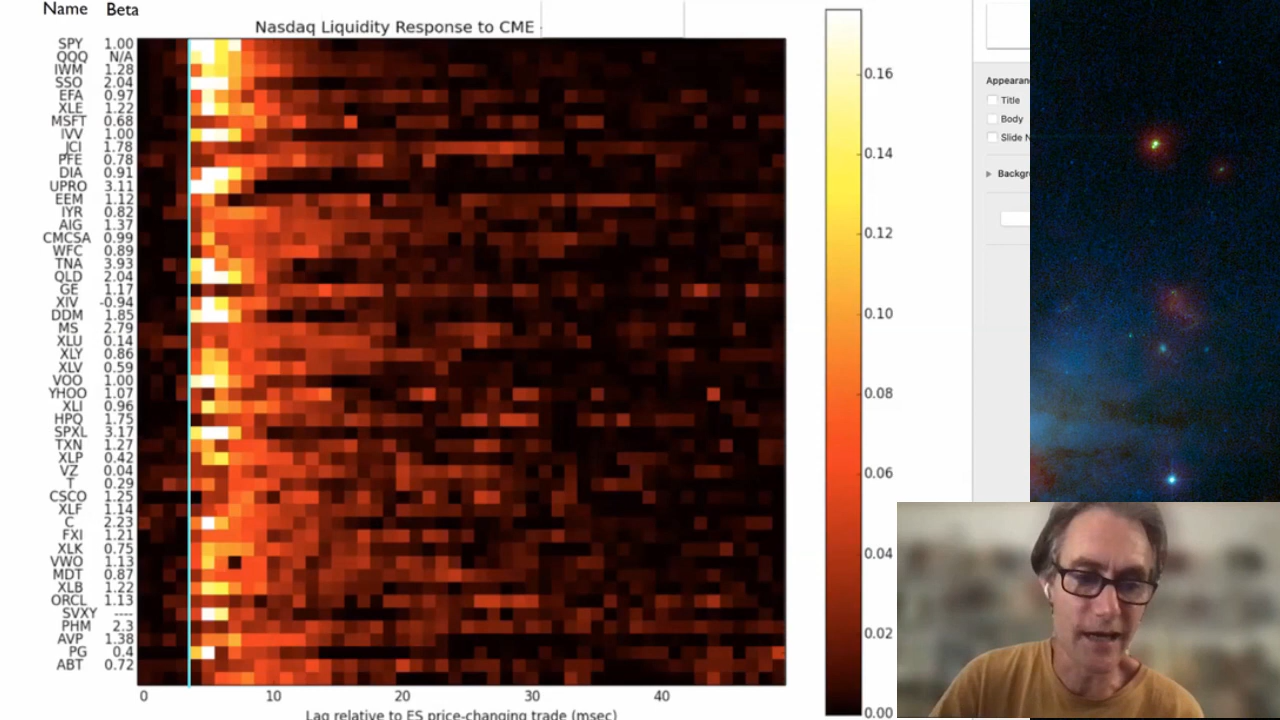 Name Beta
Nasdaq Liquidity Response to CME
SPY 1.00
QQQ N/A
IWM 1.28
SSO 2.04
EFA 0.97
XLE 1.22
MSFT 0.68
IVV 1.00
JCI 1.78
PFE 0.78
DIA 0.91
UPRO 3.11
EEM 1.12
IYR 0.82
AIG 1.37
CMCSA 0.99
WFC 0.89
TNA 3.93
QLD 2.04
GE 1.17
XIV -0.94
DDM 1.85
MS 2.79
XLU 0.14
XLY 0.86
XLV 0.59
VOO 1.00
YHOO 1.07
XLI 0.96
HPQ 1.75
SPXL 3.17
TXN 1.27
XLP 0.42
VZ 0.04
T 0.29
CSCO 1.25
XLF 1.14
C 2.23
FXI 1.21
XLK 0.75
VWO 1.13
MDT 0.87
XLB 1.22
ORCL 1.13
SVXY ----
PHM 2.3
AVP 1.38
PG 0.4
ABT 0.72
0 10 20 30 40
Lag relative to ES price-changing trade (msec)
0.16
0.14
0.12
0.10
0.08
0.06
0.04
0.02
0.00
Appearan
Title
Body
Slide N
Backgr